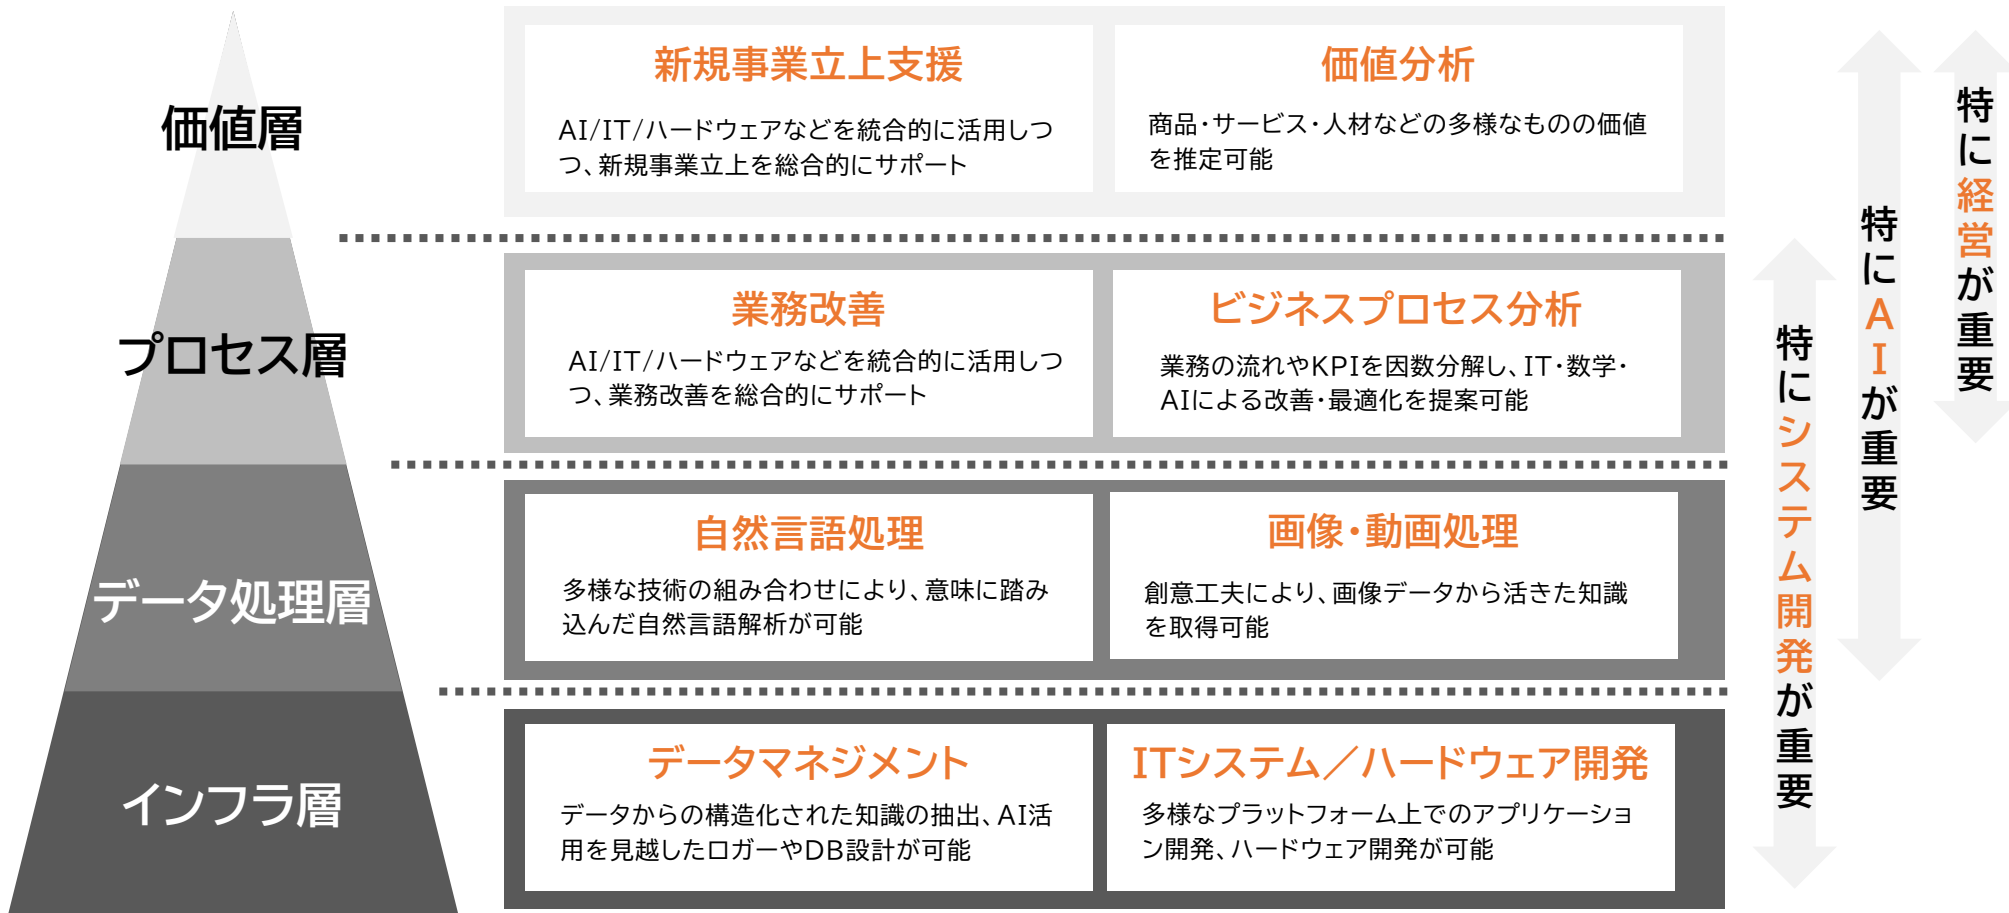 価値層
新規事業立上支援
AI/IT/ハードウェアなどを統合的に活用しつ
つ、新規事業立上を総合的にサポート
価値分析
商品・サービス・人材などの多様なものの価値
を推定可能
プロセス層
業務改善
AI/IT/ハードウェアなどを統合的に活用しつ
つ、業務改善を総合的にサポート
ビジネスプロセス分析
業務の流れやKPIを因数分解し、IT・数学・
AIによる改善・最適化を提案可能
データ処理層
自然言語処理
多様な技術の組み合わせにより、意味に踏み
込んだ自然言語解析が可能
画像・動画処理
創意工夫により、画像データから活きた知識
を取得可能
インフラ層
データマネジメント
データからの構造化された知識の抽出、AI活
用を見越したロガーやDB設計が可能
ITシステム／ハードウェア開発
多様なプラットフォーム上でのアプリケーショ
ン開発、ハードウェア開発が可能
特にシステム開発が重要
特にAIが重要
特に経営が重要